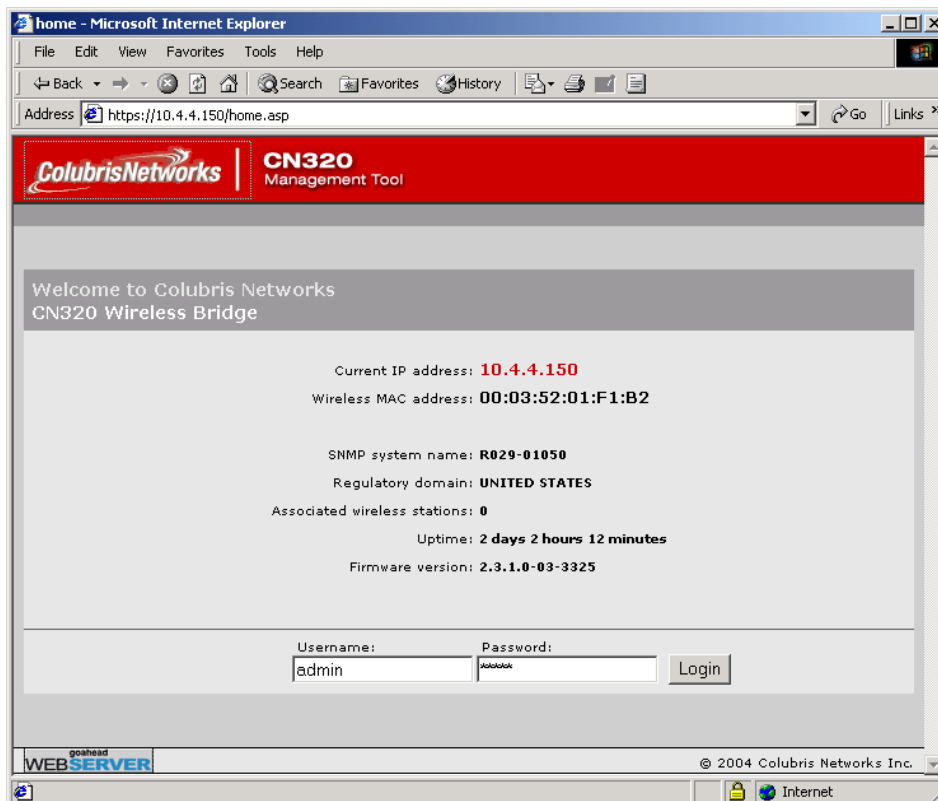 home - Microsoft Internet Explorer
File Edit View Favorites Tools Help
Back Search Favorites History
Address https://10.4.4.150/home.asp Go Links »
ColubrisNetworks CN320
Management Tool
Welcome to Colubris Networks
CN320 Wireless Bridge
Current IP address: 10.4.4.150
Wireless MAC address: 00:03:52:01:F1:B2
SNMP system name: R029-01050
Regulatory domain: UNITED STATES
Associated wireless stations: 0
Uptime: 2 days 2 hours 12 minutes
Firmware version: 2.3.1.0-03-3325
Username: Password:
admin ****** Login
goahead
WEBSERVER © 2004 Colubris Networks Inc.
Internet